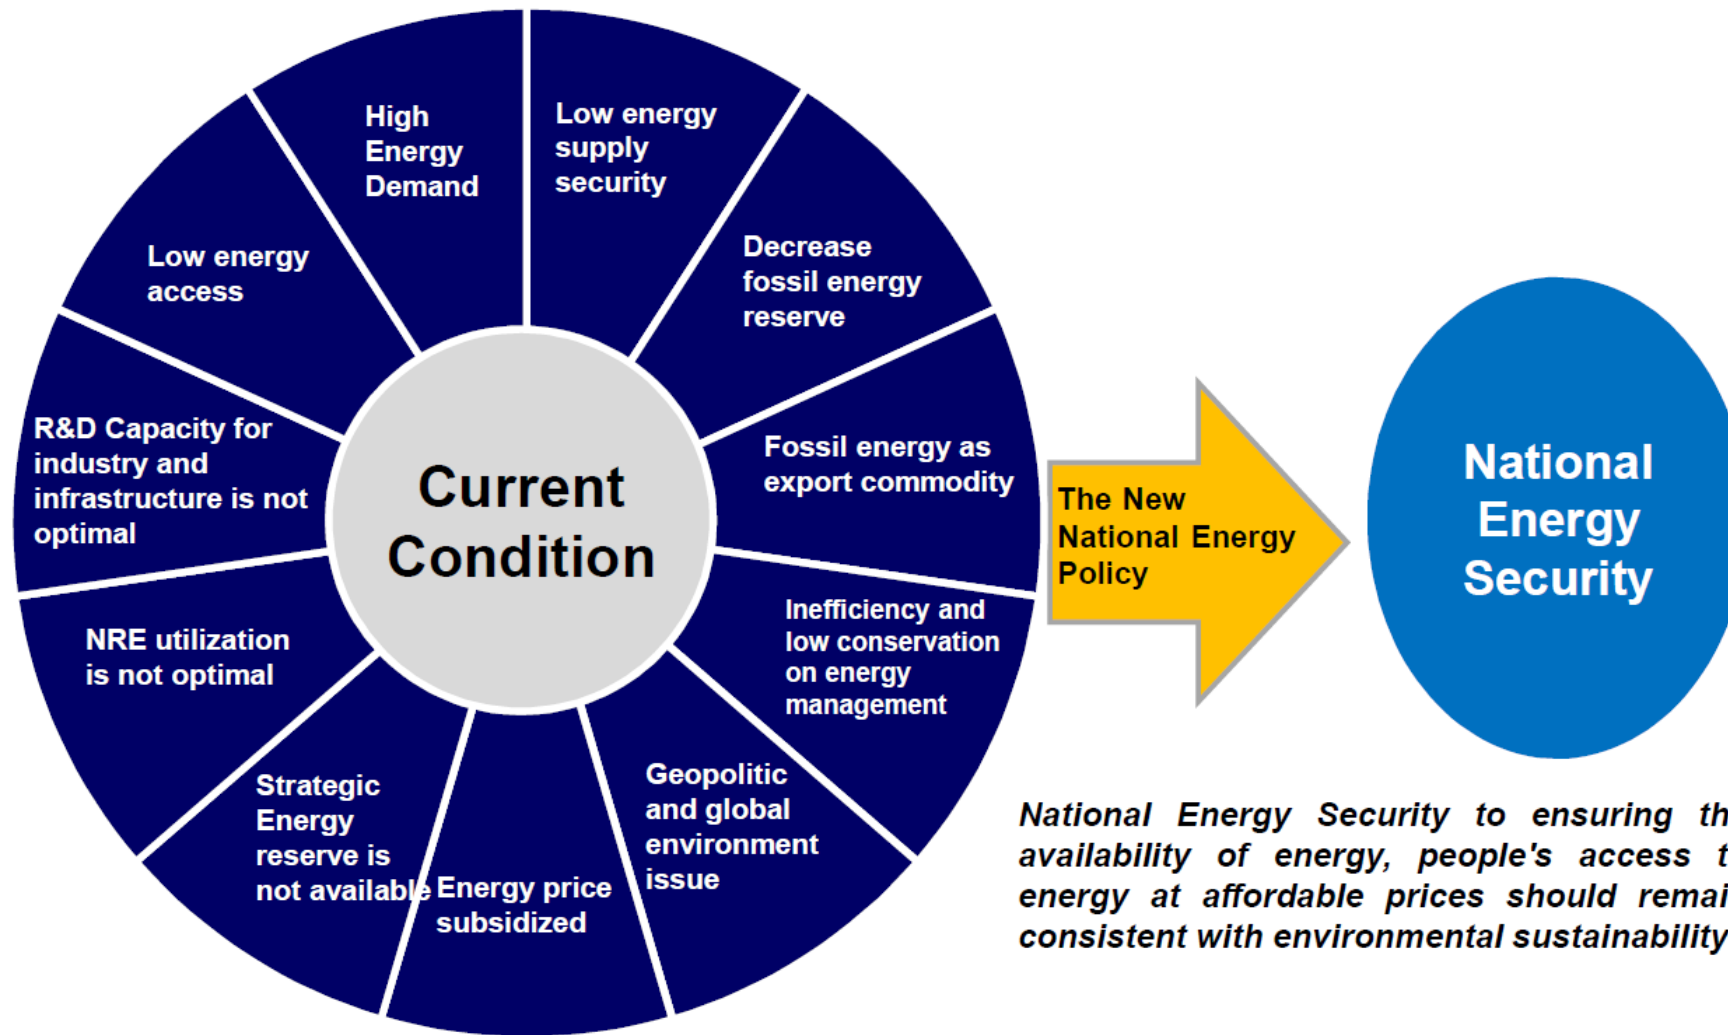 High
Energy
Demand
Low energy
supply
security
Decrease
fossil energy
reserve
Fossil energy as
export commodity
Inefficiency and
low conservation
on energy
management
Geopolitic
and global
environment
issue
Energy price
subsidized
Strategic
Energy
reserve is
not available
NRE utilization
is not optimal
R&D Capacity for
industry and
infrastructure is not
optimal
Low energy
access
Current
Condition
The New
National Energy
Policy
National
Energy
Security
National Energy Security to ensuring th
availability of energy, people's access t
energy at affordable prices should remai
consistent with environmental sustainability